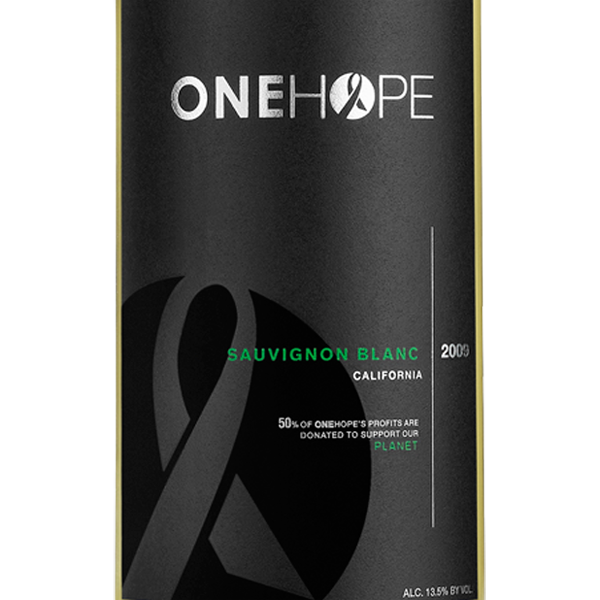 ONEHOPE
SAUVIGNON BLANC
2009
CALIFORNIA
50% OF ONEHOPE'S PROFITS ARE
DONATED TO SUPPORT OUR
PLANET
ALC. 13.5% BY VOL.